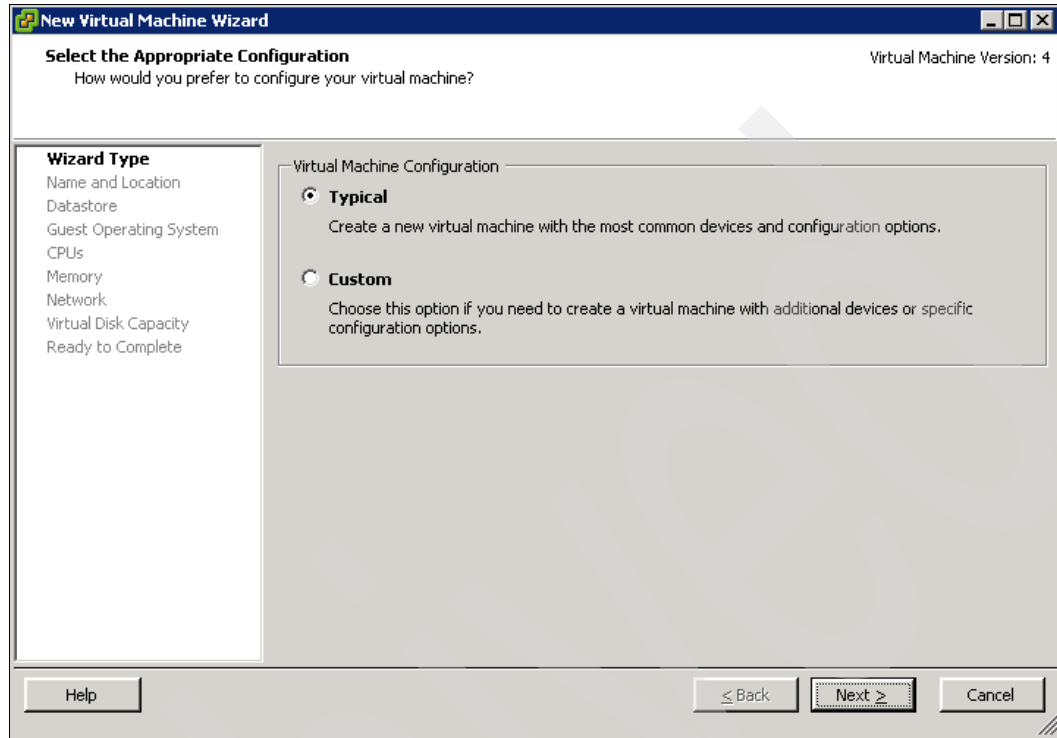 New Virtual Machine Wizard
Select the Appropriate Configuration
Virtual Machine Version: 4
How would you prefer to configure your virtual machine?
Wizard Type
Name and Location
Datastore
Guest Operating System
CPUs
Memory
Network
Virtual Disk Capacity
Ready to Complete
Virtual Machine Configuration
Typical
Create a new virtual machine with the most common devices and configuration options.
Custom
Choose this option if you need to create a virtual machine with additional devices or specific
configuration options.
Help
< Back
Next >
Cancel